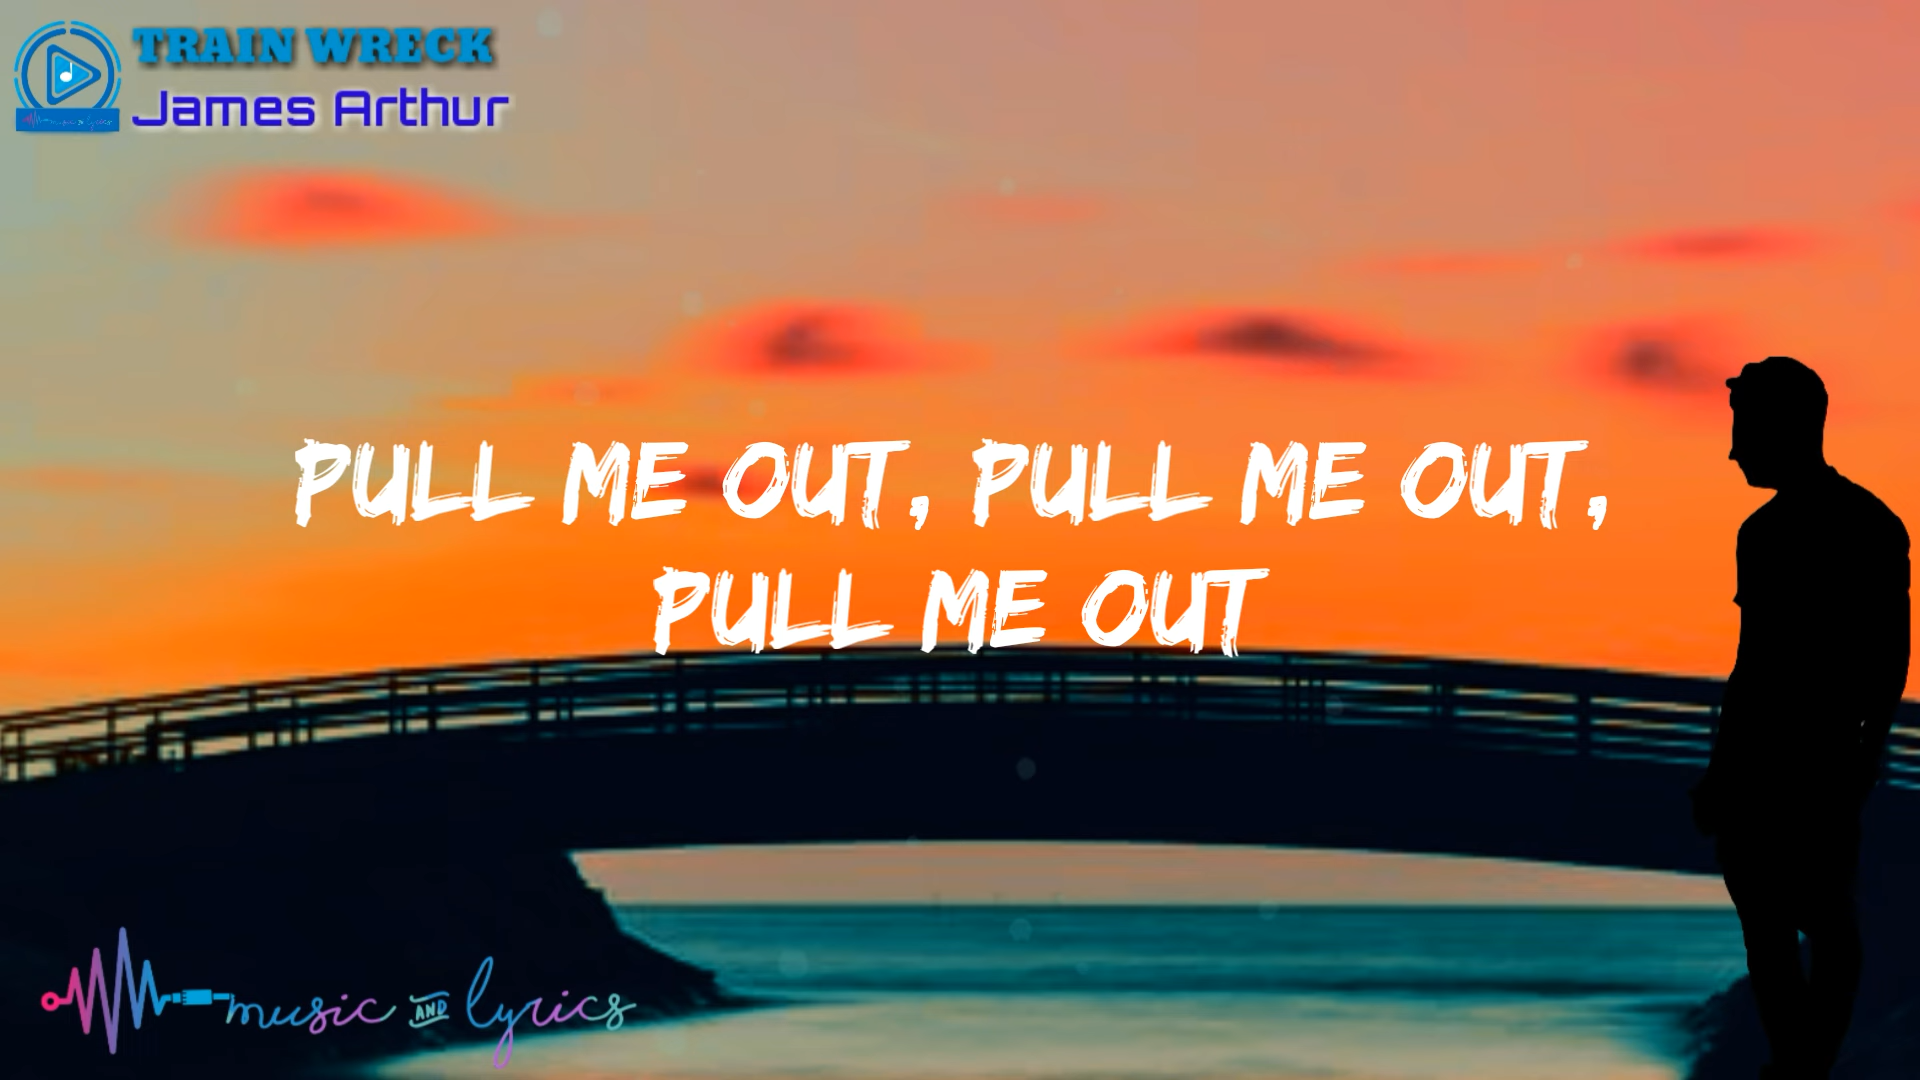 TRAIN WRECK
James Arthur
PULL ME OUT, PULL ME OUT,
PULL ME OUT
music AND lyrics